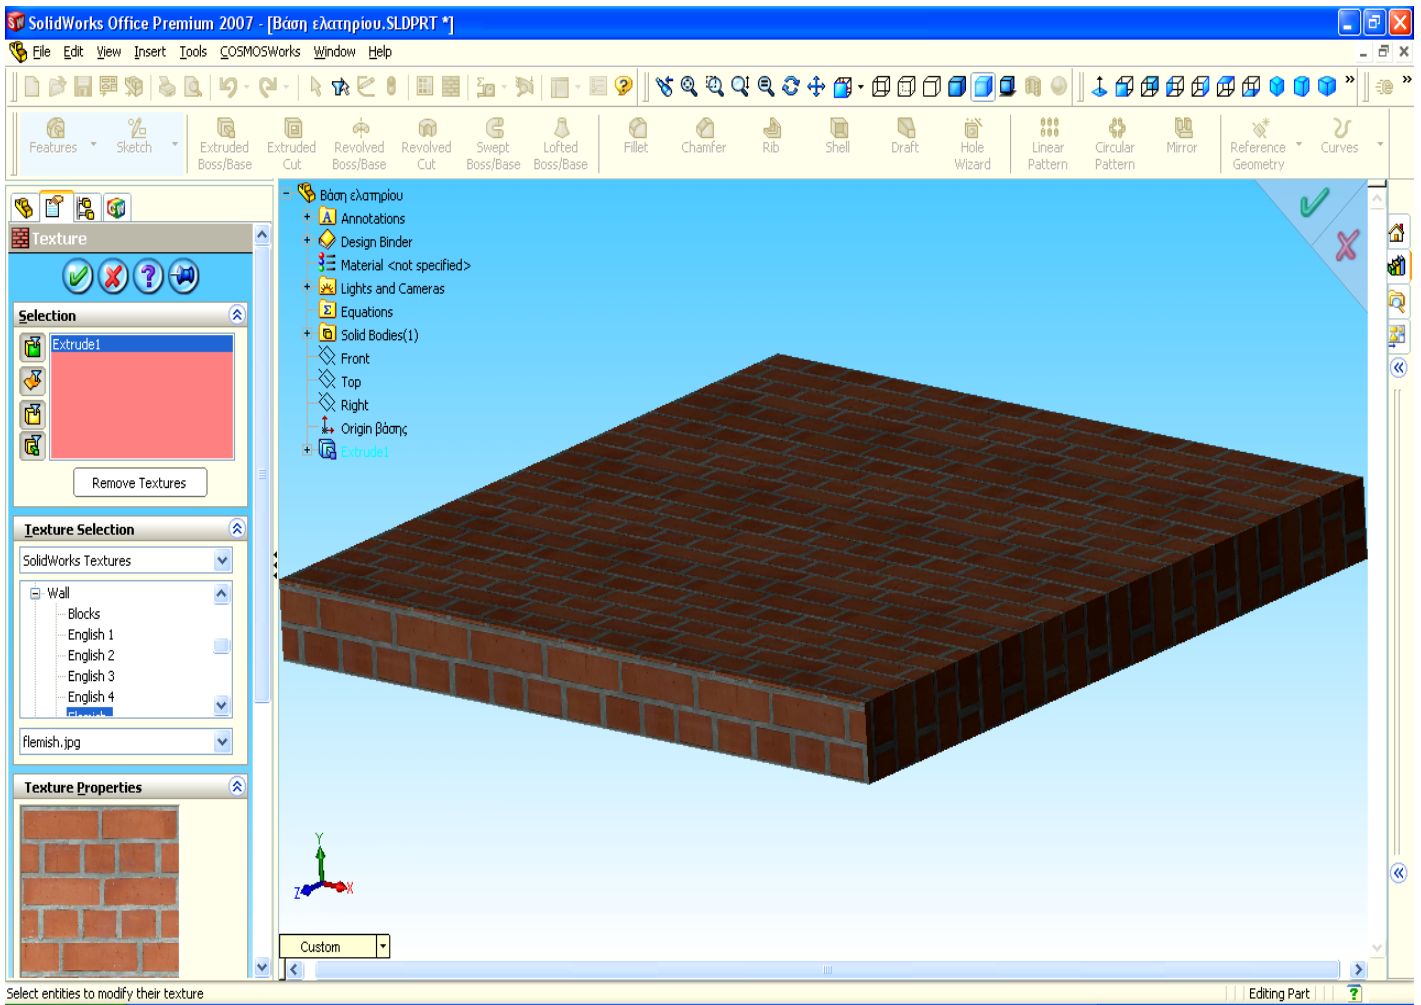 SolidWorks Office Premium 2007 - [Βάση ελατηρίου.SLDPRT *]
File Edit View Insert Tools COSMOSWorks Window Help
Features Sketch Extruded Boss/Base Extruded Cut Revolved Boss/Base Revolved Cut Swept Boss/Base Lofted Boss/Base Fillet Chamfer Rib Shell Draft Hole Wizard Linear Pattern Circular Pattern Mirror Reference Geometry Curves
Texture
Selection
Extrude1
Remove Textures
Texture Selection
SolidWorks Textures
Wall
Blocks
English 1
English 2
English 3
English 4
Flemish
flemish.jpg
Texture Properties
Βάση ελατηρίου
Annotations
Design Binder
Material <not specified>
Lights and Cameras
Equations
Solid Bodies(1)
Front
Top
Right
Origin βάσης
Extrude1
Y
Z X
Custom
Select entities to modify their texture
Editing Part